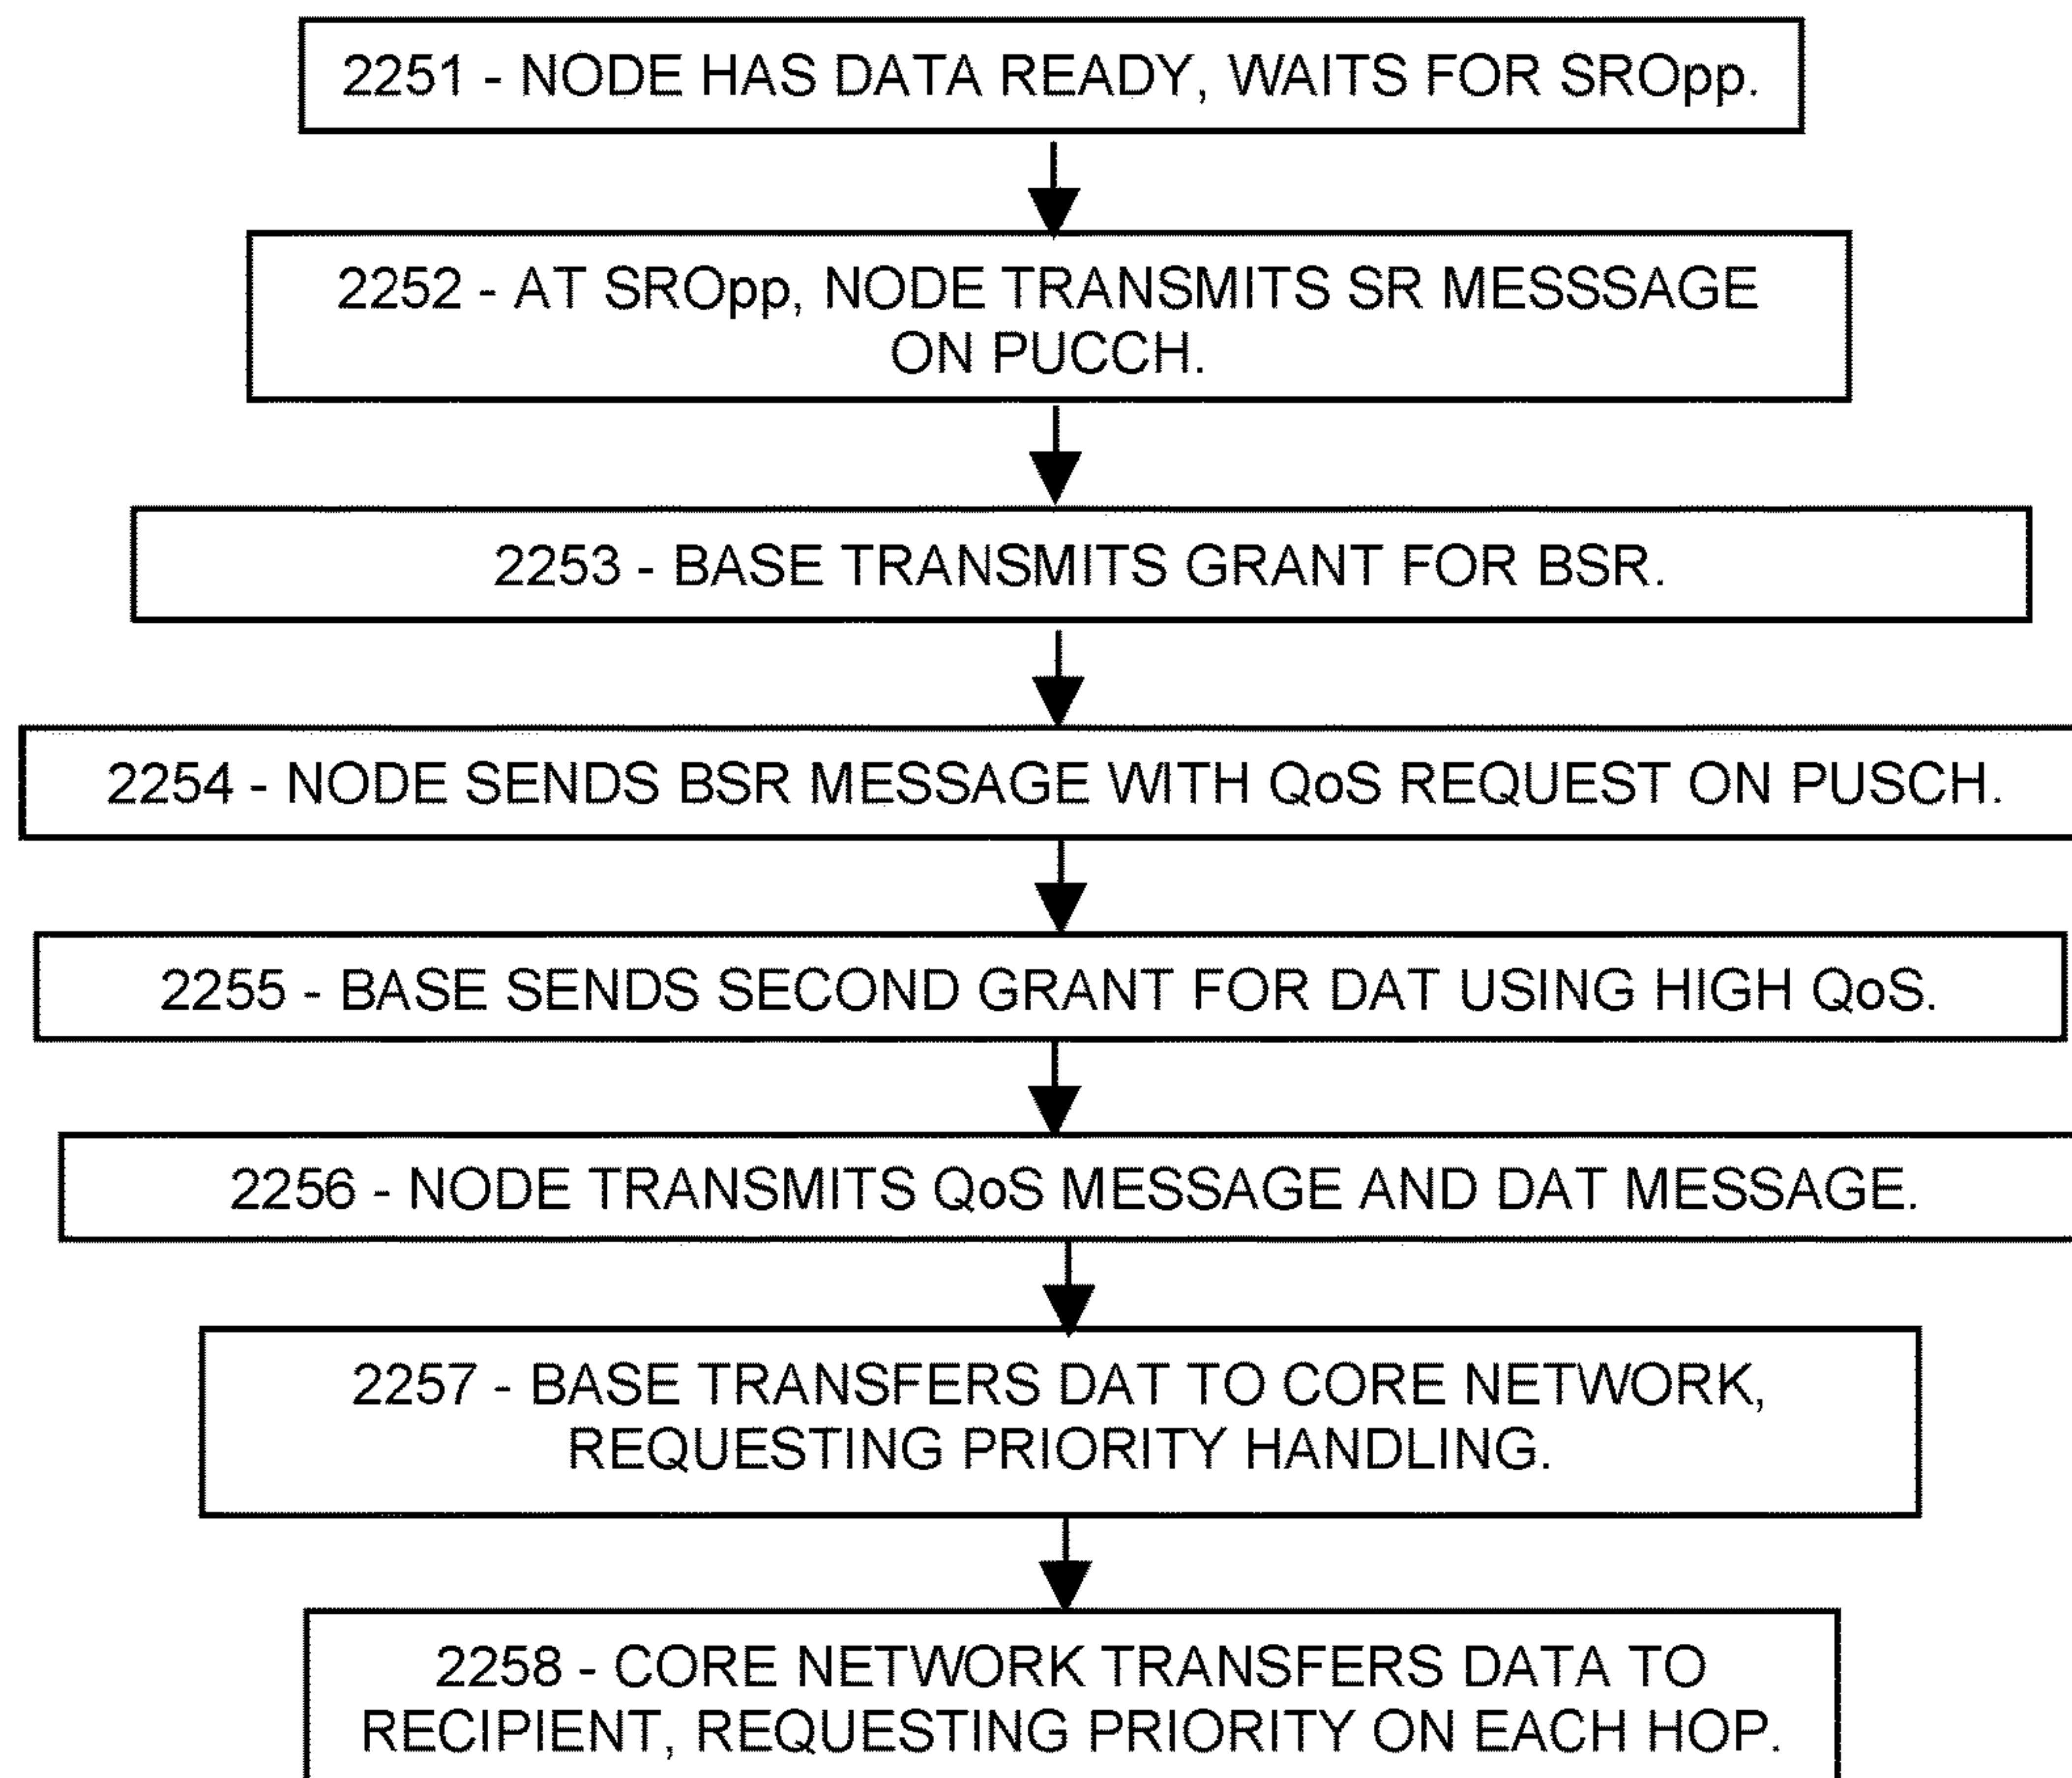 2251 - NODE HAS DATA READY, WAITS FOR SROpp.
2252 - AT SROpp, NODE TRANSMITS SR MESSSAGE
ON PUCCH.
2253 - BASE TRANSMITS GRANT FOR BSR.
2254 - NODE SENDS BSR MESSAGE WITH QoS REQUEST ON PUSCH.
2255 - BASE SENDS SECOND GRANT FOR DAT USING HIGH QoS.
2256 - NODE TRANSMITS QoS MESSAGE AND DAT MESSAGE.
2257 - BASE TRANSFERS DAT TO CORE NETWORK,
REQUESTING PRIORITY HANDLING.
2258 - CORE NETWORK TRANSFERS DATA TO
RECIPIENT, REQUESTING PRIORITY ON EACH HOP.